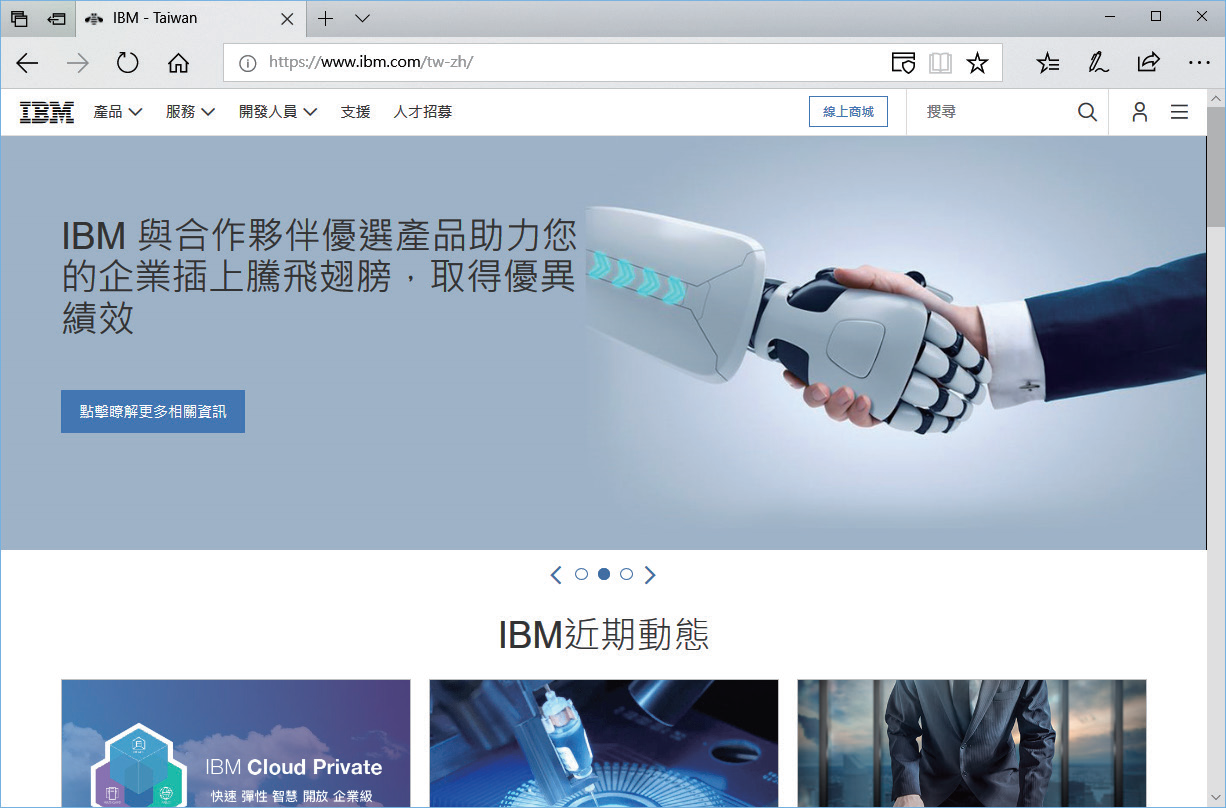 IBM - Taiwan
https://www.ibm.com/tw-zh/
IBM 產品 服務 開發人員 支援 人才招募 線上商城 搜尋
IBM 與合作夥伴優選產品助力您
的企業插上騰飛翅膀，取得優異
績效
點擊瞭解更多相關資訊
IBM近期動態
IBM Cloud Private
快速 彈性 智慧 開放 企業級